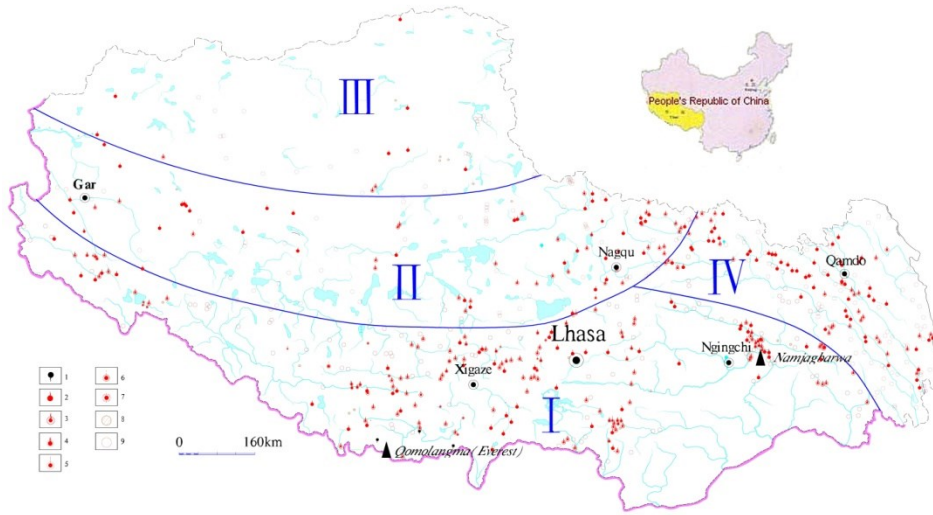 III
People's Republic of China
Gar
Nagqu
IV
Qamdo
II
Lhasa
Ngingchi
Namjagbarwa
Xigaze
I
1
6
2
7
3
8
4
9
5
0
160km
Qomolangma(Everest)